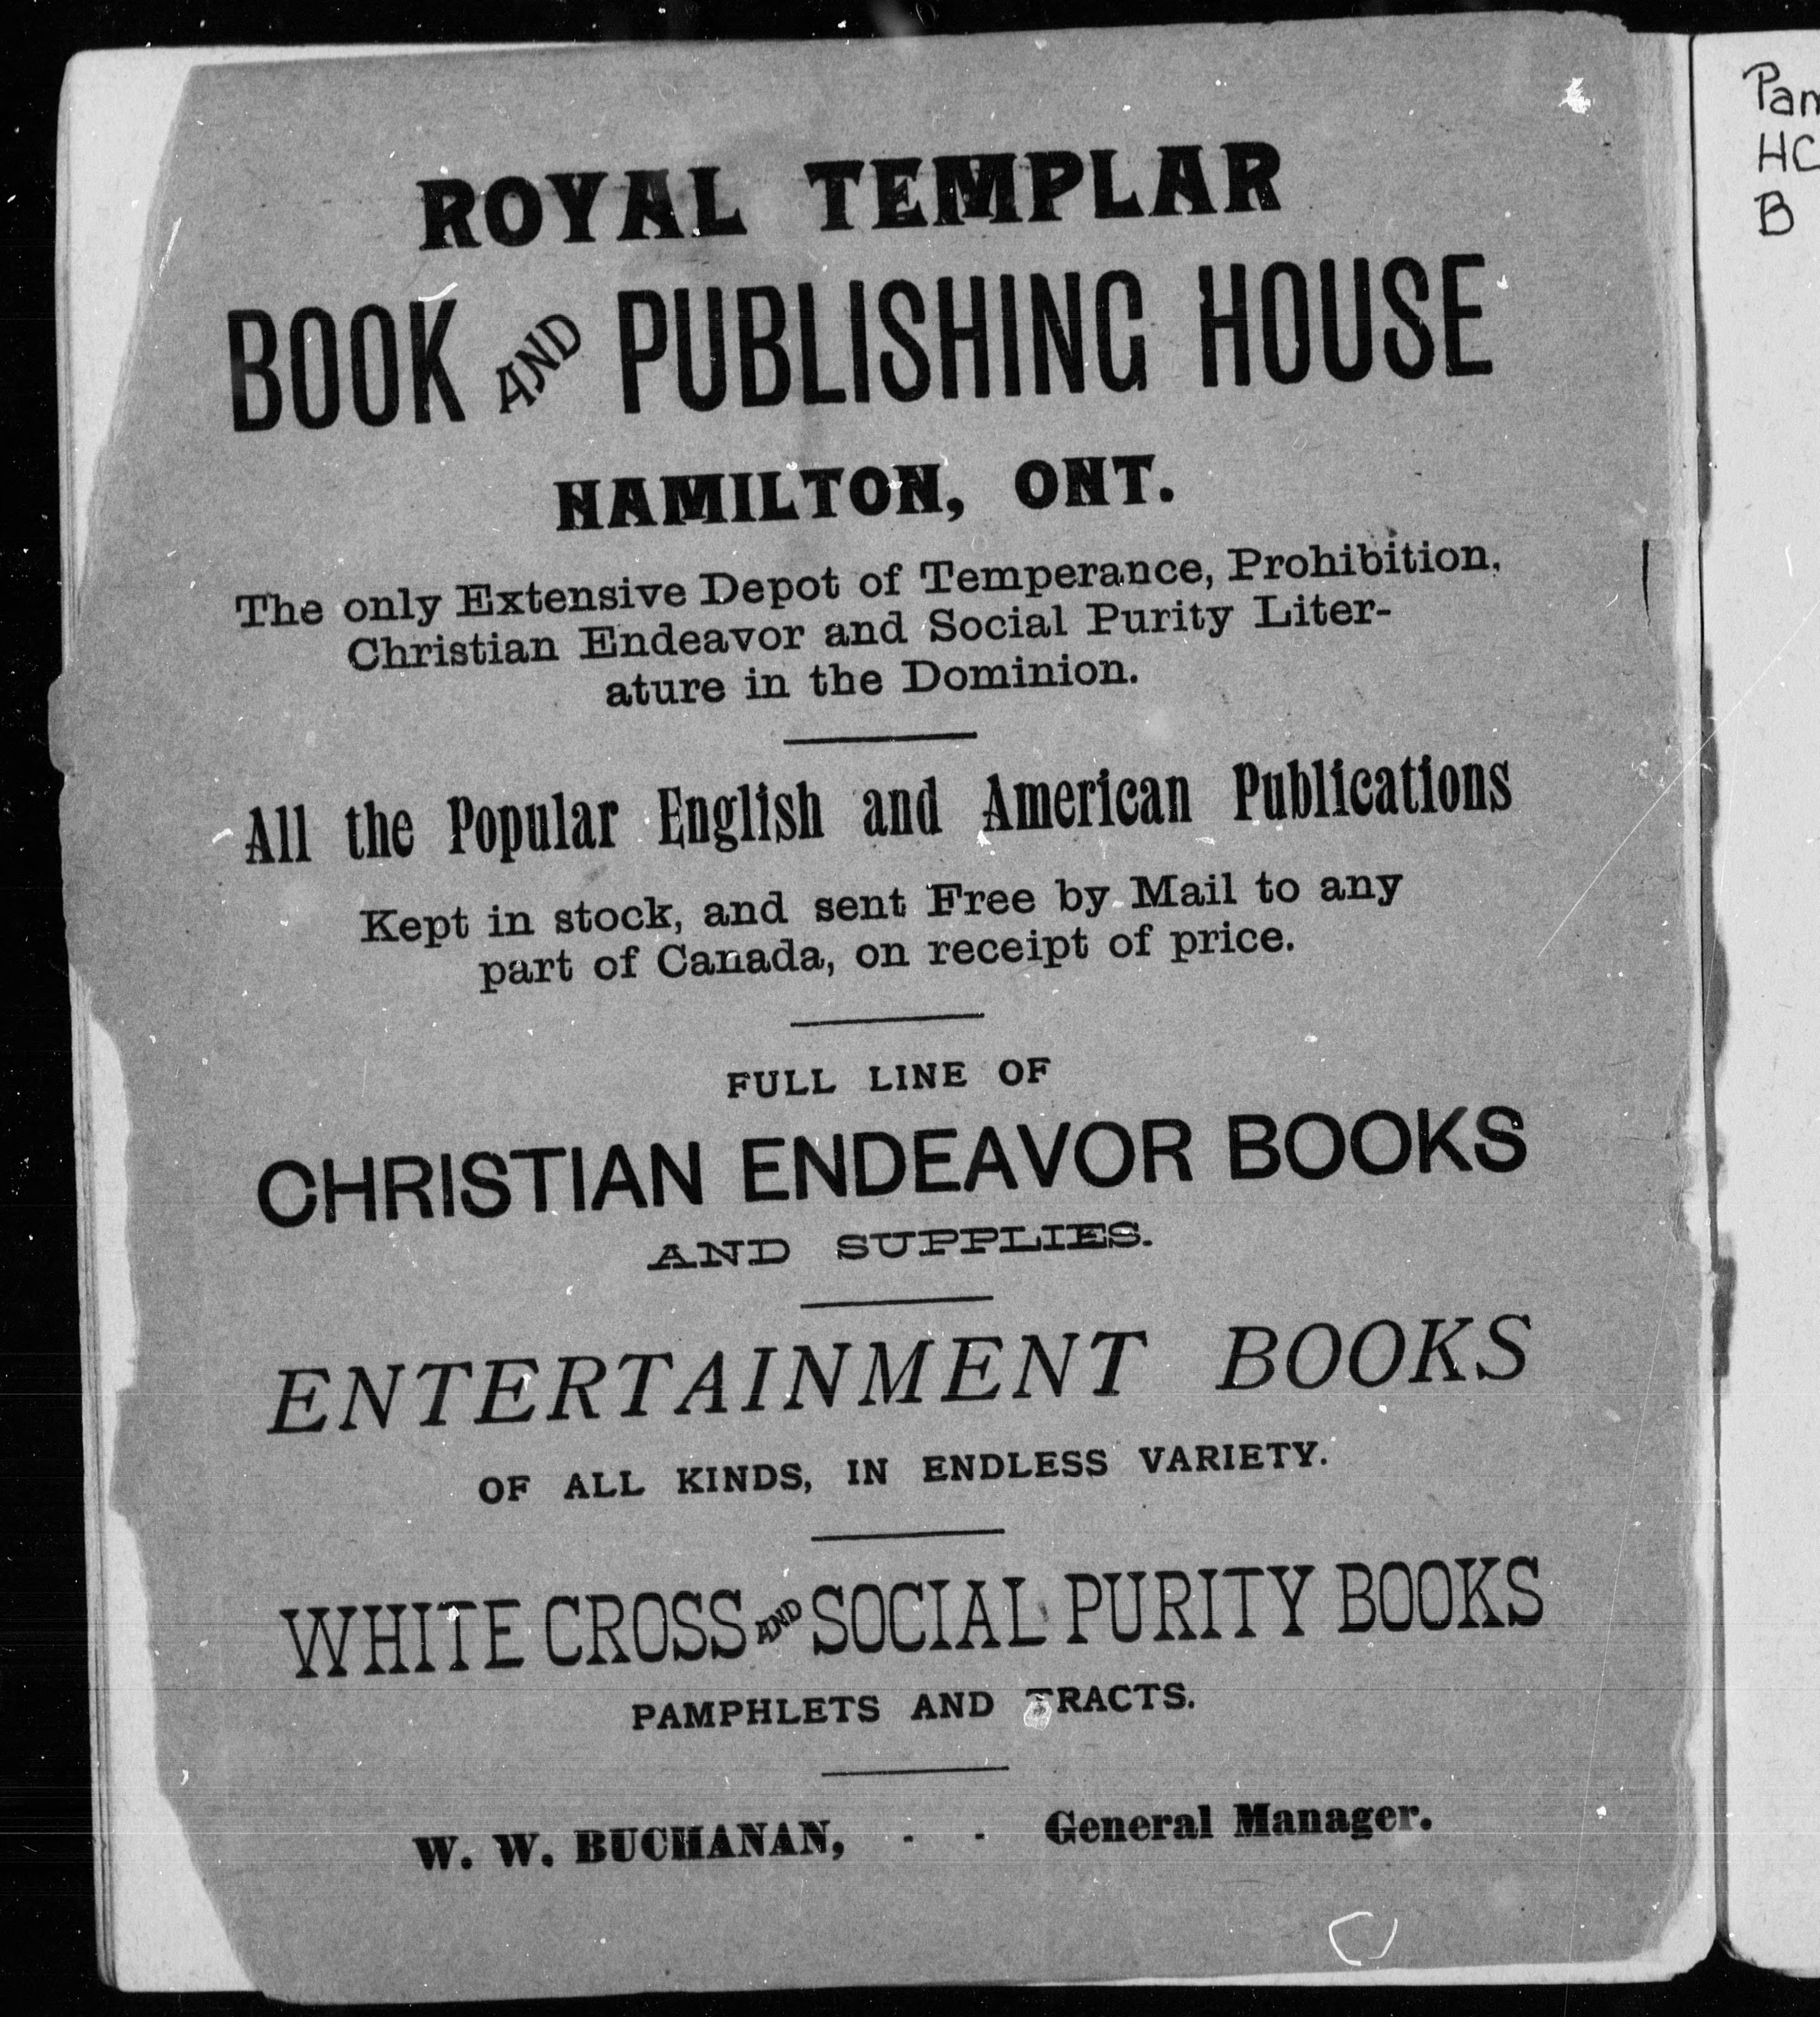 ROYAL TEMPLAR
BOOK AND PUBLISHING HOUSE
HAMILTON, ONT.
The only Extensive Depot of Temperance, Prohibition,
Christian Endeavor and Social Purity Liter-
ature in the Dominion.
All the Popular English and American Publications
Kept in stock, and sent Free by Mail to any
part of Canada, on receipt of price.
FULL LINE OF
CHRISTIAN ENDEAVOR BOOKS
AND SUPPLIES.
ENTERTAINMENT BOOKS
OF ALL KINDS, IN ENDLESS VARIETY.
WHITE CROSS AND SOCIAL PURITY BOOKS
PAMPHLETS AND TRACTS.
W. W. BUCHANAN, - - General Manager.
Pam
HC
B